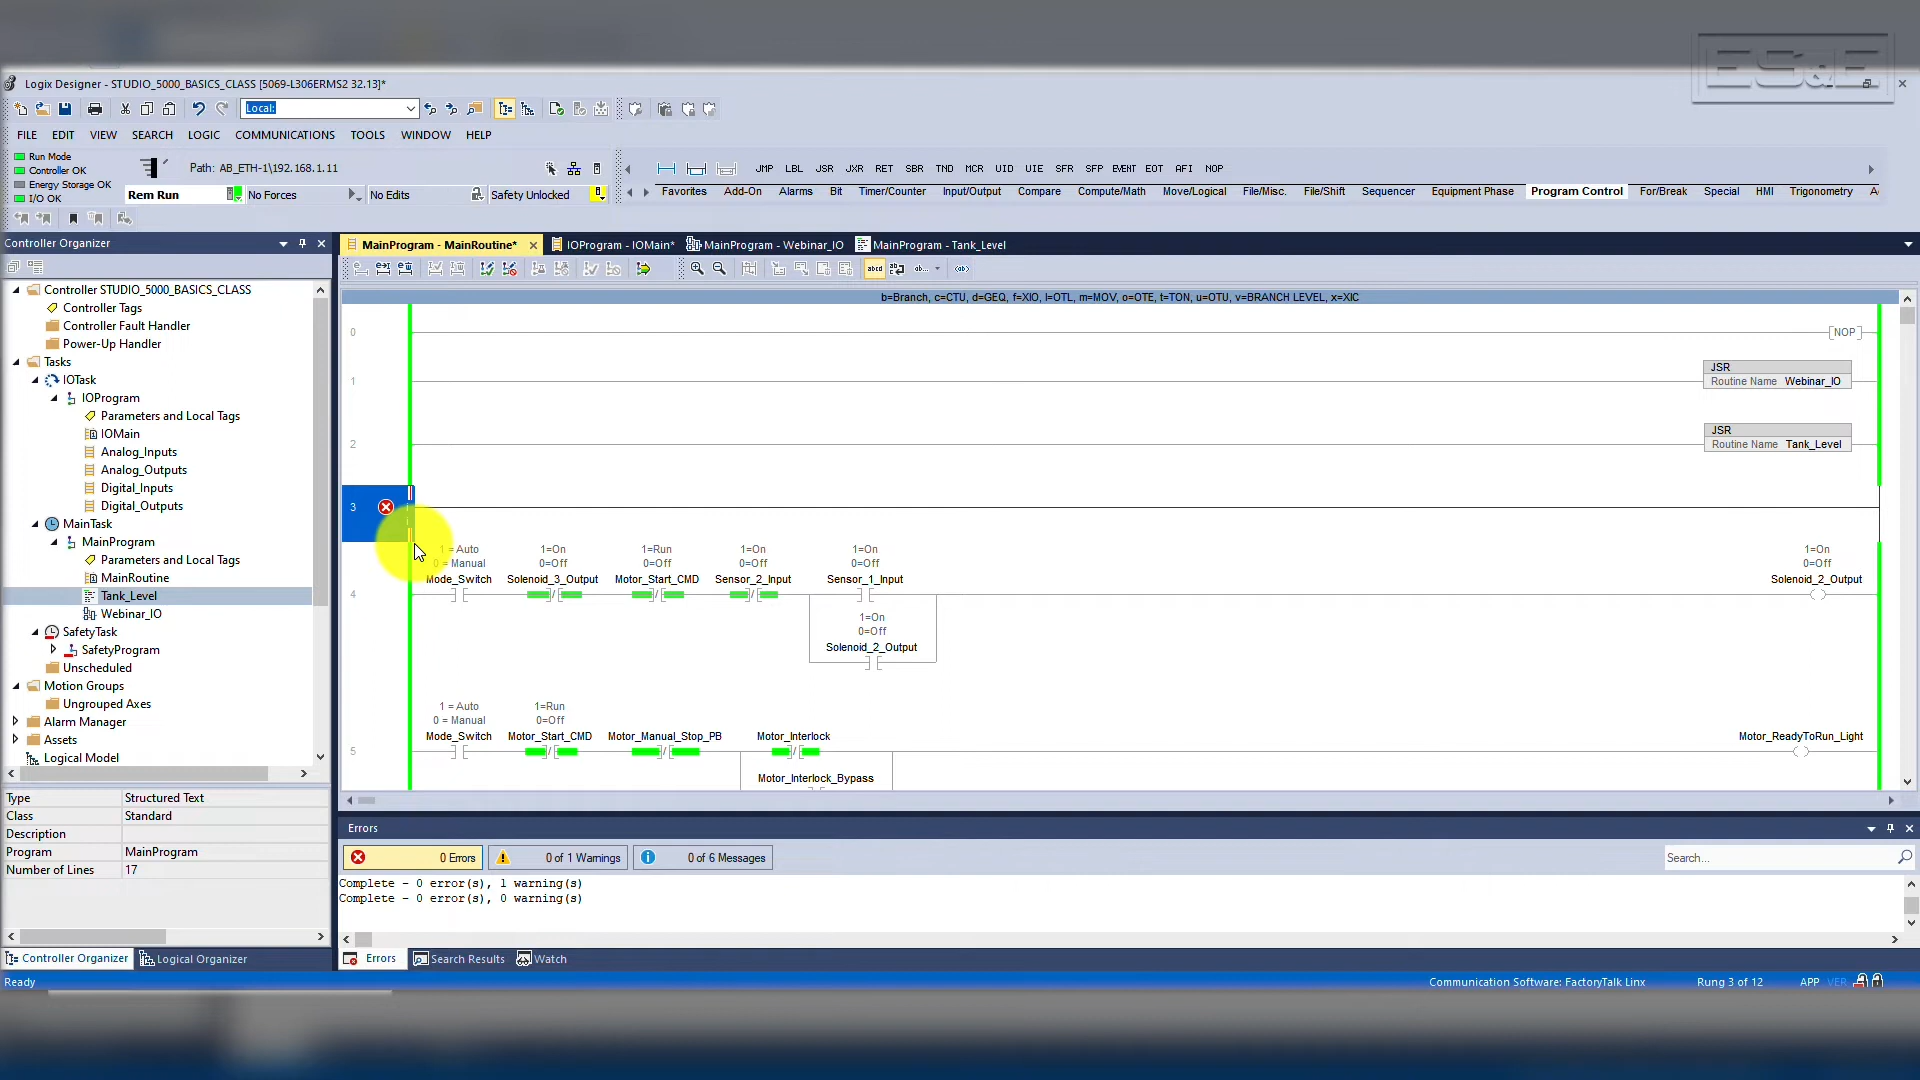 ES&E
Logix Designer - STUDIO_5000_BASICS_CLASS [5069-L306ERMS2 32.13]*
Local:
FILE EDIT VIEW SEARCH LOGIC COMMUNICATIONS TOOLS WINDOW HELP
Run Mode
Controller OK
Energy Storage OK
I/O OK
Path: AB_ETH-1\192.168.1.11
Rem Run No Forces No Edits Safety Unlocked
JMP LBL JSR JXR RET SBR TND MCR UID UIE SFR SFP EVENT EOT AFI NOP
Favorites Add-On Alarms Bit Timer/Counter Input/Output Compare Compute/Math Move/Logical File/Misc. File/Shift Sequencer Equipment Phase Program Control For/Break Special HMI Trigonometry
Controller Organizer
Controller STUDIO_5000_BASICS_CLASS
Controller Tags
Controller Fault Handler
Power-Up Handler
Tasks
IOTask
IOProgram
Parameters and Local Tags
IOMain
Analog_Inputs
Analog_Outputs
Digital_Inputs
Digital_Outputs
MainTask
MainProgram
Parameters and Local Tags
MainRoutine
Tank_Level
Webinar_IO
SafetyTask
SafetyProgram
Unscheduled
Motion Groups
Ungrouped Axes
Alarm Manager
Assets
Logical Model
Type Structured Text
Class Standard
Description
Program MainProgram
Number of Lines 17
Controller Organizer Logical Organizer
MainProgram - MainRoutine* IOProgram - IOMain* MainProgram - Webinar_IO MainProgram - Tank_Level
b=Branch, c=CTU, d=GEQ, f=XIO, l=OTL, m=MOV, o=OTE, t=TON, u=OTU, v=BRANCH LEVEL, x=XIC
0 NOP
JSR
1 Routine Name Webinar_IO
JSR
2 Routine Name Tank_Level
3
1 = Auto 1=On 1=Run 1=On 1=On 1=On
0 = Manual 0=Off 0=Off 0=Off 0=Off 0=Off
Mode_Switch Solenoid_3_Output Motor_Start_CMD Sensor_2_Input Sensor_1_Input Solenoid_2_Output
4
1=On
0=Off
Solenoid_2_Output
1 = Auto 1=Run
0 = Manual 0=Off
Mode_Switch Motor_Start_CMD Motor_Manual_Stop_PB Motor_Interlock Motor_ReadyToRun_Light
5
Motor_Interlock_Bypass
Errors
0 Errors 0 of 1 Warnings 0 of 6 Messages Search...
Complete - 0 error(s), 1 warning(s)
Complete - 0 error(s), 0 warning(s)
Errors Search Results Watch
Ready Communication Software: FactoryTalk Linx Rung 3 of 12 APP VER